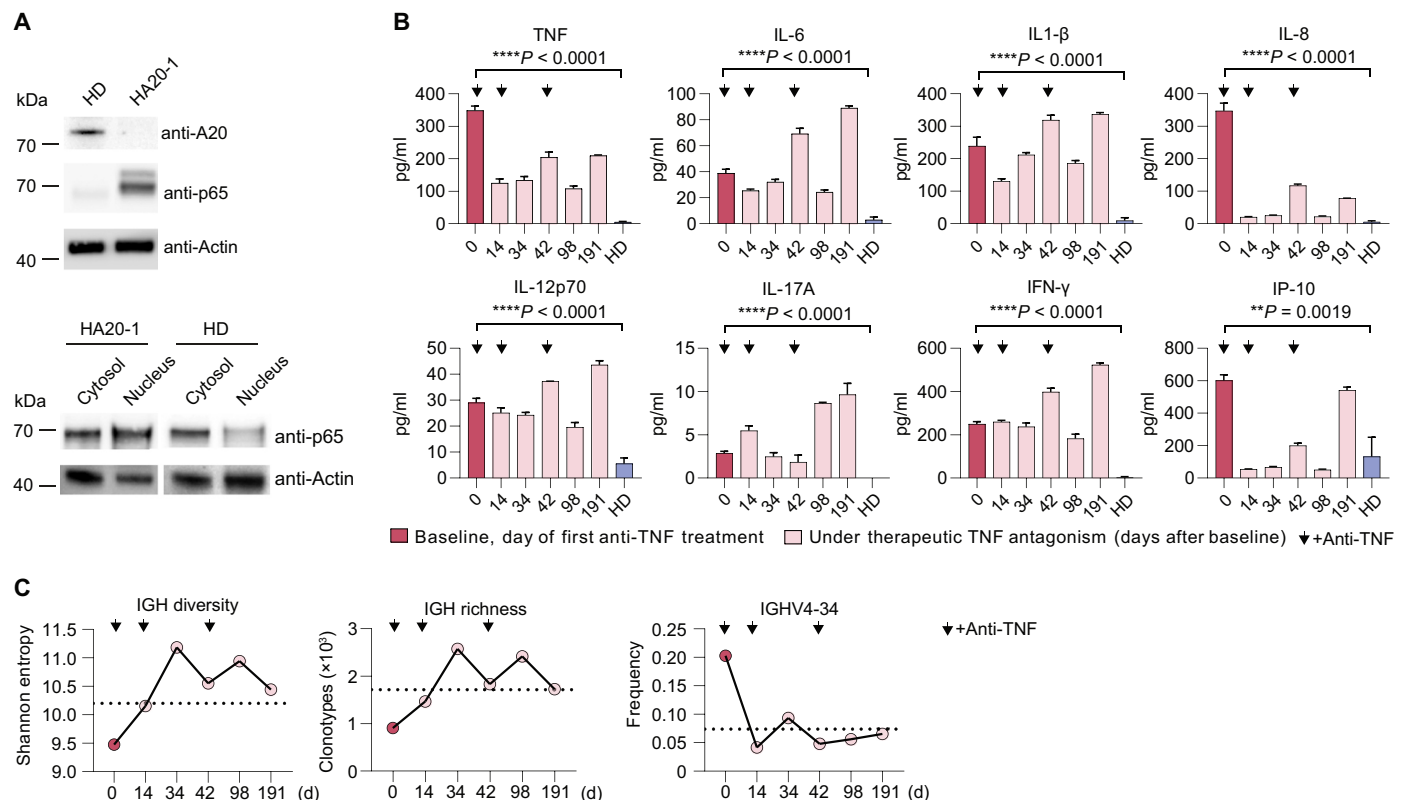 A
kDa
HD
HA20-1
70
anti-A20
70
anti-p65
40
anti-Actin
HA20-1
HD
kDa
Cytosol
Nucleus
Cytosol
Nucleus
70
anti-p65
40
anti-Actin
B
TNF
****P < 0.0001
pg/ml
400
300
200
100
0
0 14 34 42 98 191 HD
IL-6
****P < 0.0001
pg/ml
100
80
60
40
20
0
0 14 34 42 98 191 HD
IL1-β
****P < 0.0001
pg/ml
400
300
200
100
0
0 14 34 42 98 191 HD
IL-8
****P < 0.0001
pg/ml
400
300
200
100
0
0 14 34 42 98 191 HD
IL-12p70
****P < 0.0001
pg/ml
50
40
30
20
10
0
0 14 34 42 98 191 HD
IL-17A
****P < 0.0001
pg/ml
15
10
5
0
0 14 34 42 98 191 HD
IFN-γ
****P < 0.0001
pg/ml
600
400
200
0
0 14 34 42 98 191 HD
IP-10
**P = 0.0019
pg/ml
800
600
400
200
0
0 14 34 42 98 191 HD
Baseline, day of first anti-TNF treatment
Under therapeutic TNF antagonism (days after baseline)
+Anti-TNF
C
IGH diversity
Shannon entropy
11.5
11.0
10.5
10.0
9.5
9.0
0 14 34 42 98 191 (d)
IGH richness
Clonotypes (×10³)
3
2
1
0
0 14 34 42 98 191 (d)
IGHV4-34
Frequency
0.25
0.20
0.15
0.10
0.05
0
0 14 34 42 98 191 (d)
+Anti-TNF